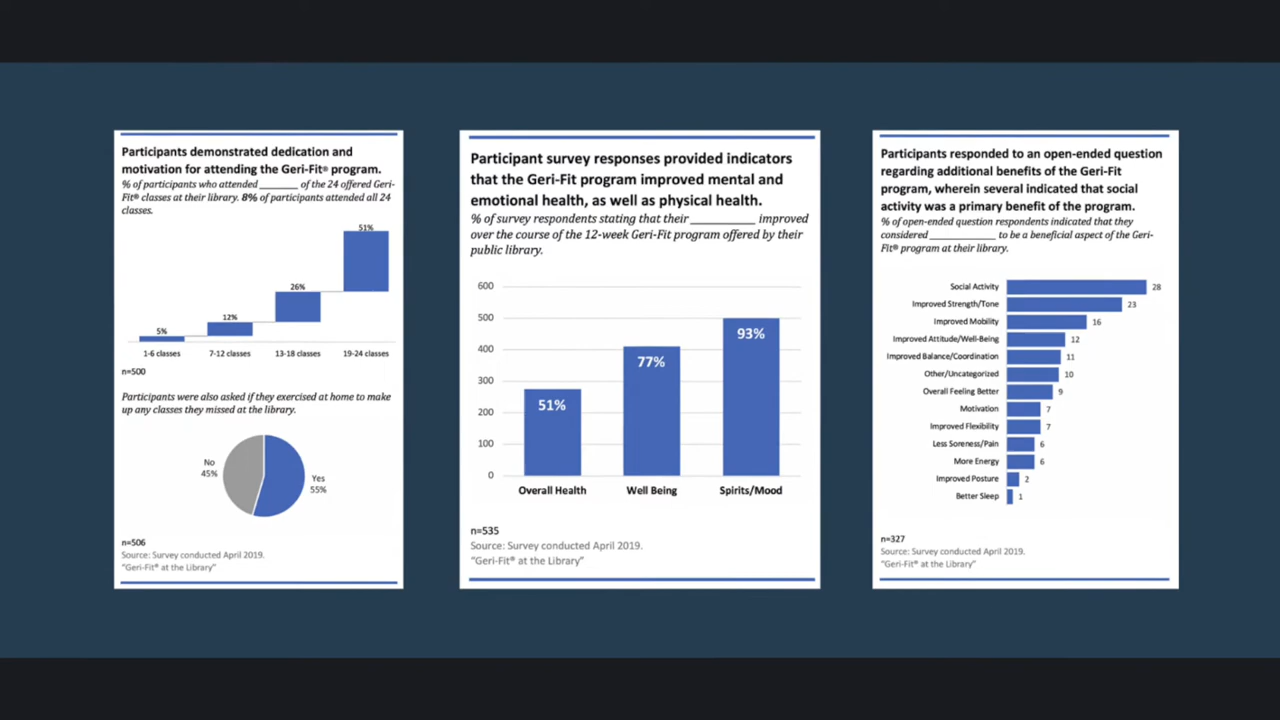 Participants demonstrated dedication and
motivation for attending the Geri-Fit® program.
% of participants who attended ________ of the 24 offered Geri-
Fit® classes at their library. 8% of participants attended all 24
classes.
51%
26%
12%
5%
1-6 classes 7-12 classes 13-18 classes 19-24 classes
n=500
Participants were also asked if they exercised at home to make
up any classes they missed at the library.
No
45%
Yes
55%
n=506
Source: Survey conducted April 2019.
"Geri-Fit® at the Library"
Participant survey responses provided indicators
that the Geri-Fit program improved mental and
emotional health, as well as physical health.
% of survey respondents stating that their ____________ improved
over the course of the 12-week Geri-Fit program offered by their
public library.
600
500
400
300
200
100
0
51%
77%
93%
Overall Health Well Being Spirits/Mood
n=535
Source: Survey conducted April 2019.
"Geri-Fit® at the Library"
Participants responded to an open-ended question
regarding additional benefits of the Geri-Fit
program, wherein several indicated that social
activity was a primary benefit of the program.
% of open-ended question respondents indicated that they
considered ______________ to be a beneficial aspect of the Geri-
Fit® program at their library.
Social Activity 28
Improved Strength/Tone 23
Improved Mobility 16
Improved Attitude/Well-Being 12
Improved Balance/Coordination 11
Other/Uncategorized 10
Overall Feeling Better 9
Motivation 7
Improved Flexibility 7
Less Soreness/Pain 6
More Energy 6
Improved Posture 2
Better Sleep 1
n=327
Source: Survey conducted April 2019.
"Geri-Fit® at the Library"